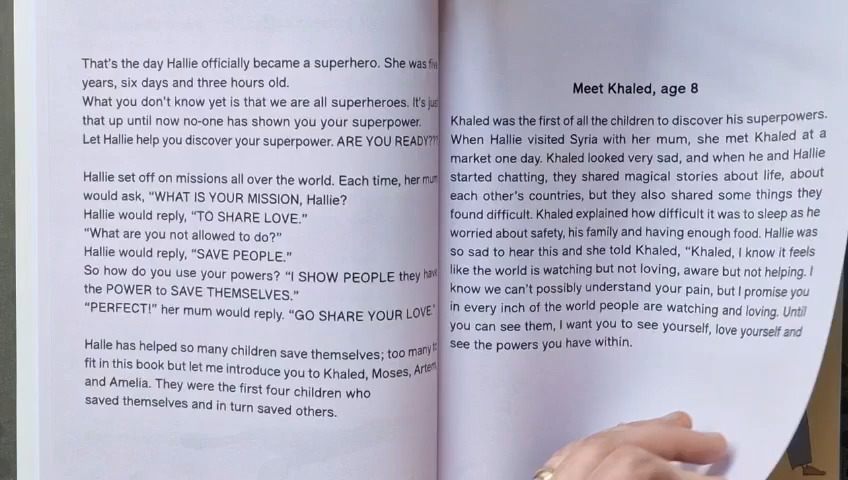 That's the day Hallie officially became a superhero. She was five
years, six days and three hours old.
What you don't know yet is that we are all superheroes. It's just
that up until now no-one has shown you your superpower.
Let Hallie help you discover your superpower. ARE YOU READY???
Hallie set off on missions all over the world. Each time, her mum
would ask, “WHAT IS YOUR MISSION, Hallie?
Hallie would reply, “TO SHARE LOVE.”
“What are you not allowed to do?”
Hallie would reply, “SAVE PEOPLE.”
So how do you use your powers? “I SHOW PEOPLE they have
the POWER to SAVE THEMSELVES.”
“PERFECT!” her mum would reply. “GO SHARE YOUR LOVE”
Halle has helped so many children save themselves; too many to
fit in this book but let me introduce you to Khaled, Moses, Artem
and Amelia. They were the first four children who
saved themselves and in turn saved others.
Meet Khaled, age 8
Khaled was the first of all the children to discover his superpowers.
When Hallie visited Syria with her mum, she met Khaled at a
market one day. Khaled looked very sad, and when he and Hallie
started chatting, they shared magical stories about life, about
each other's countries, but they also shared some things they
found difficult. Khaled explained how difficult it was to sleep as he
worried about safety, his family and having enough food. Hallie was
so sad to hear this and she told Khaled, “Khaled, I know it feels
like the world is watching but not loving, aware but not helping. I
know we can't possibly understand your pain, but I promise you
in every inch of the world people are watching and loving. Until
you can see them, I want you to see yourself, love yourself and
see the powers you have within.